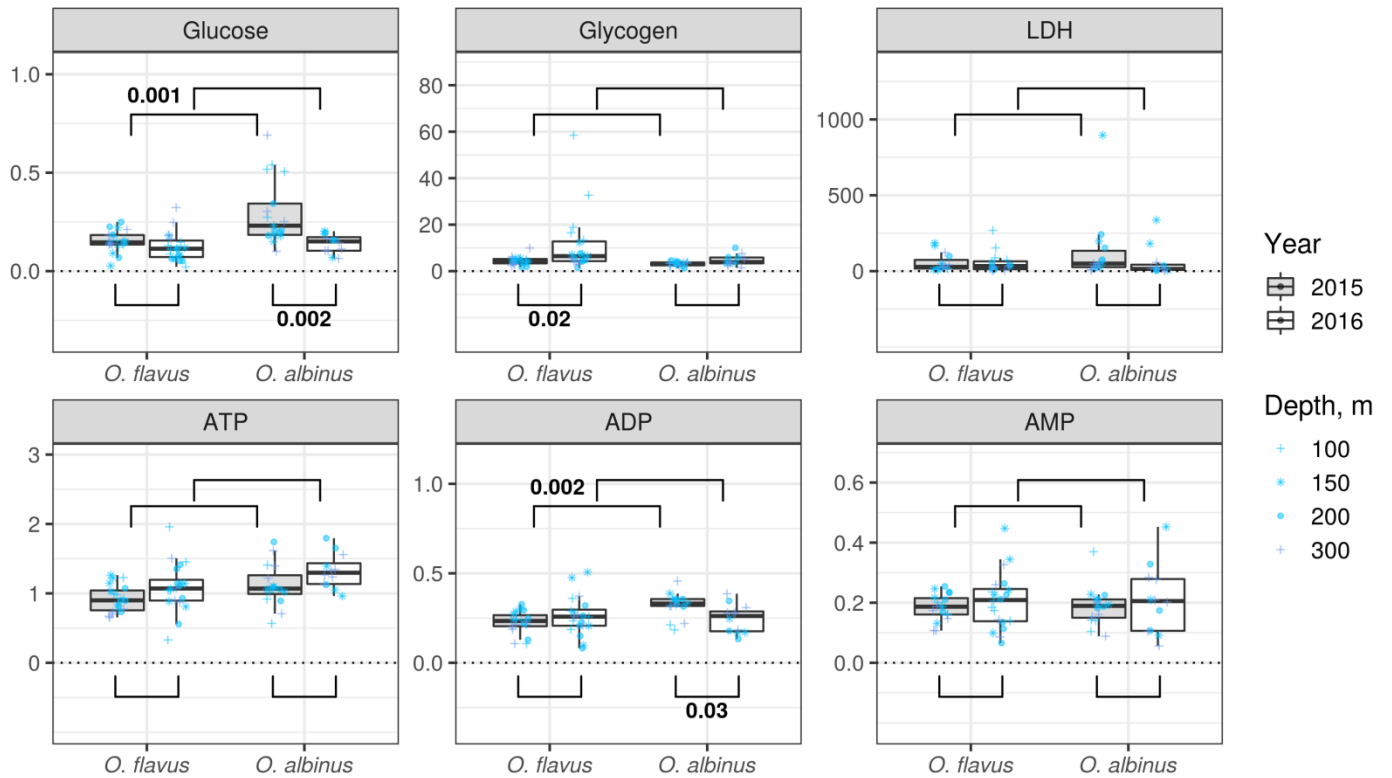 Glucose
Glycogen
LDH
1.0
0.5
0.0
0.001
0.002
80
60
40
20
0
0.02
1000
500
0
O. flavus
O. albinus
O. flavus
O. albinus
O. flavus
O. albinus
ATP
ADP
AMP
3
2
1
0
1.0
0.5
0.0
0.002
0.03
0.6
0.4
0.2
0.0
O. flavus
O. albinus
O. flavus
O. albinus
O. flavus
O. albinus
Year
2015
2016
Depth, m
100
150
200
300